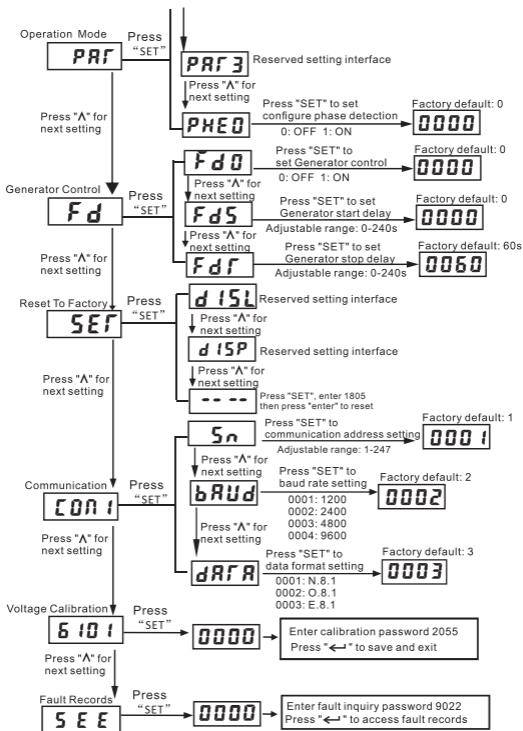 Operation Mode
PAT
Press
"SET"
PAT3
Reserved setting interface
Press "∧" for
next setting
PHE0
Press "SET" to set
configure phase detection
0: OFF 1: ON
Factory default: 0
0000
Press "∧" for
next setting
Generator Control
Fd
Press
"SET"
Fd0
Press "SET" to
set Generator control
0: OFF 1: ON
Factory default: 0
0000
Press "∧" for
next setting
FdS
Press "SET" to set
Generator start delay
Adjustable range: 0-240s
Factory default: 0
0000
Press "∧" for
next setting
FdT
Press "SET" to set
Generator stop delay
Adjustable range: 0-240s
Factory default: 60s
0060
Press "∧" for
next setting
Reset To Factory
SET
Press
"SET"
dISL
Reserved setting interface
Press "∧" for
next setting
dISP
Reserved setting interface
Press "∧" for
next setting
----
Press "SET", enter 1805
then press "enter" to reset
Press "∧" for
next setting
Communication
COM1
Press
"SET"
Sn
Press "SET" to
communication address setting
Adjustable range: 1-247
Factory default: 1
0001
Press "∧" for
next setting
bAUd
Press "SET" to
baud rate setting
0001: 1200
0002: 2400
0003: 4800
0004: 9600
Factory default: 2
0002
Press "∧" for
next setting
dATA
Press "SET" to
data format setting
0001: N.8.1
0002: O.8.1
0003: E.8.1
Factory default: 3
0003
Press "∧" for
next setting
Voltage Calibration
6101
Press
"SET"
0000
Enter calibration password 2055
Press "↵" to save and exit
Press "∧" for
next setting
Fault Records
SEE
Press
"SET"
0000
Enter fault inquiry password 9022
Press "↵" to access fault records